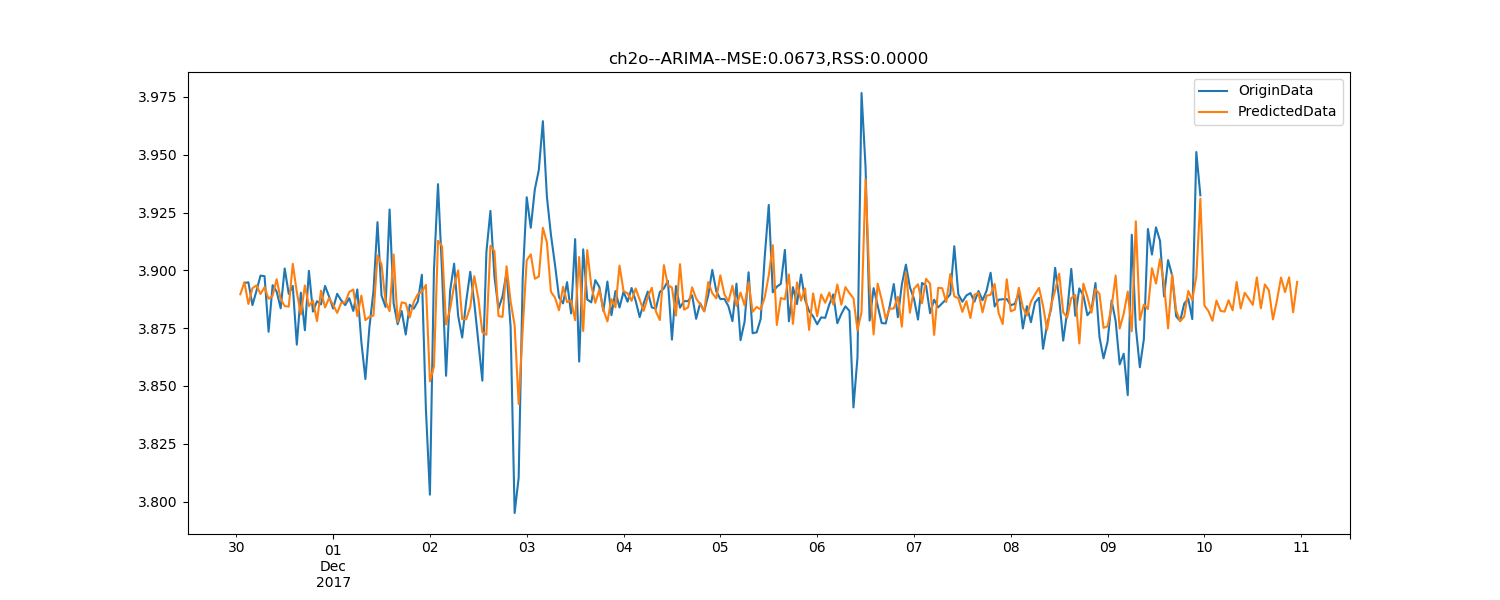 ch2o--ARIMA--MSE:0.0673,RSS:0.0000
OriginData
PredictedData
3.975
3.950
3.925
3.900
3.875
3.850
3.825
3.800
30 01 02 03 04 05 06 07 08 09 10 11
Dec
2017